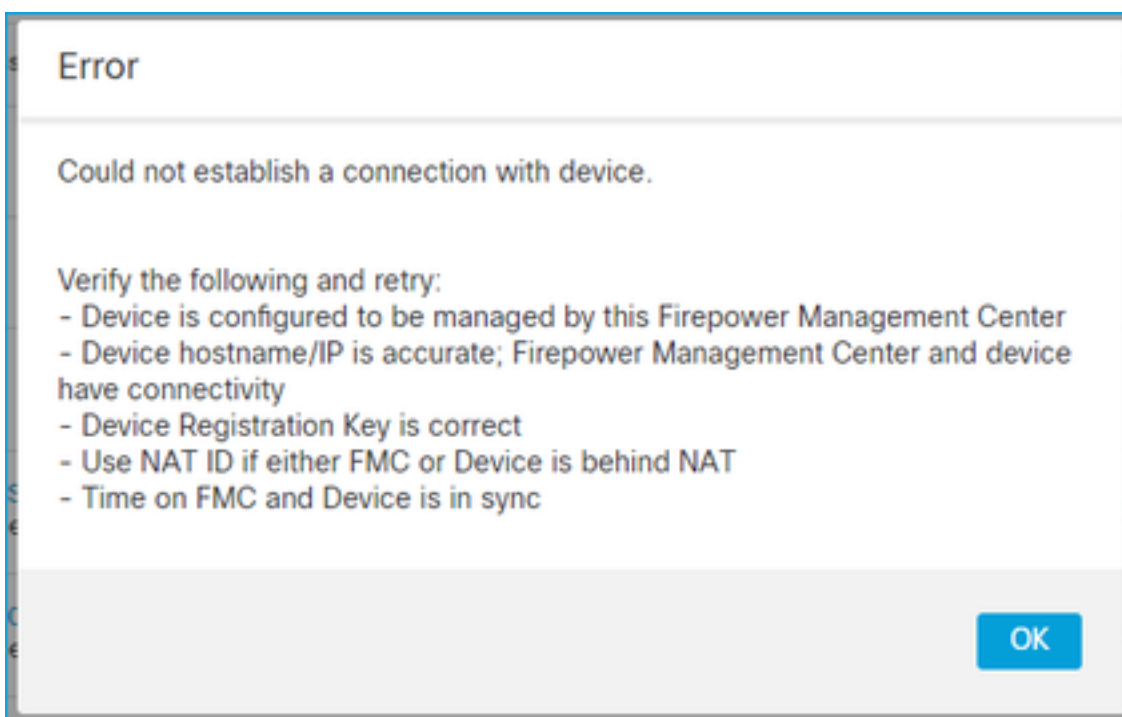 Error
Could not establish a connection with device.
Verify the following and retry:
- Device is configured to be managed by this Firepower Management Center
- Device hostname/IP is accurate; Firepower Management Center and device
have connectivity
- Device Registration Key is correct
- Use NAT ID if either FMC or Device is behind NAT
- Time on FMC and Device is in sync
OK